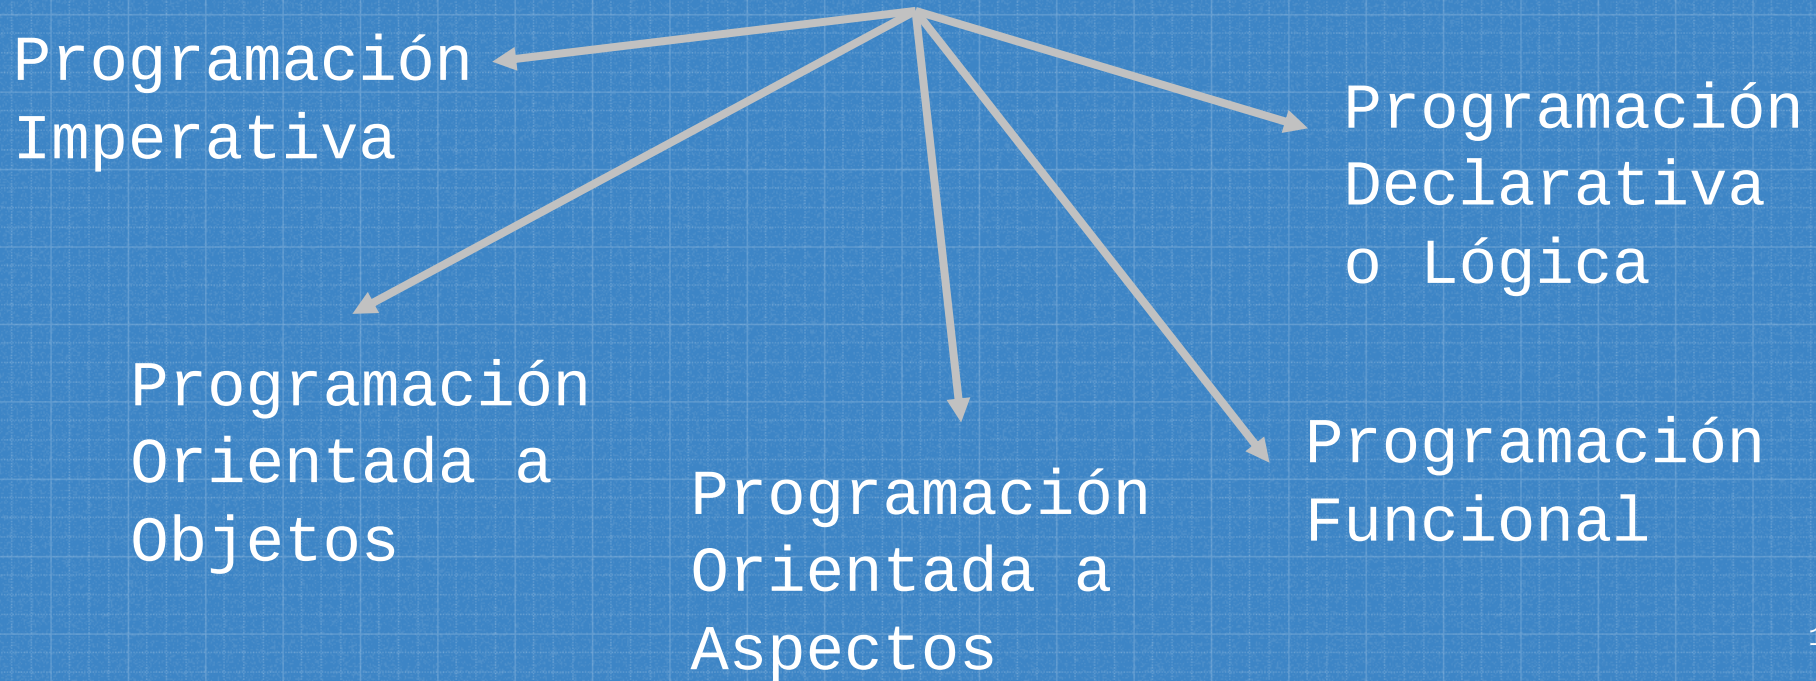 Programación
Imperativa
Programación
Declarativa
o Lógica
Programación
Orientada a
Objetos
Programación
Orientada a
Aspectos
Programación
Funcional